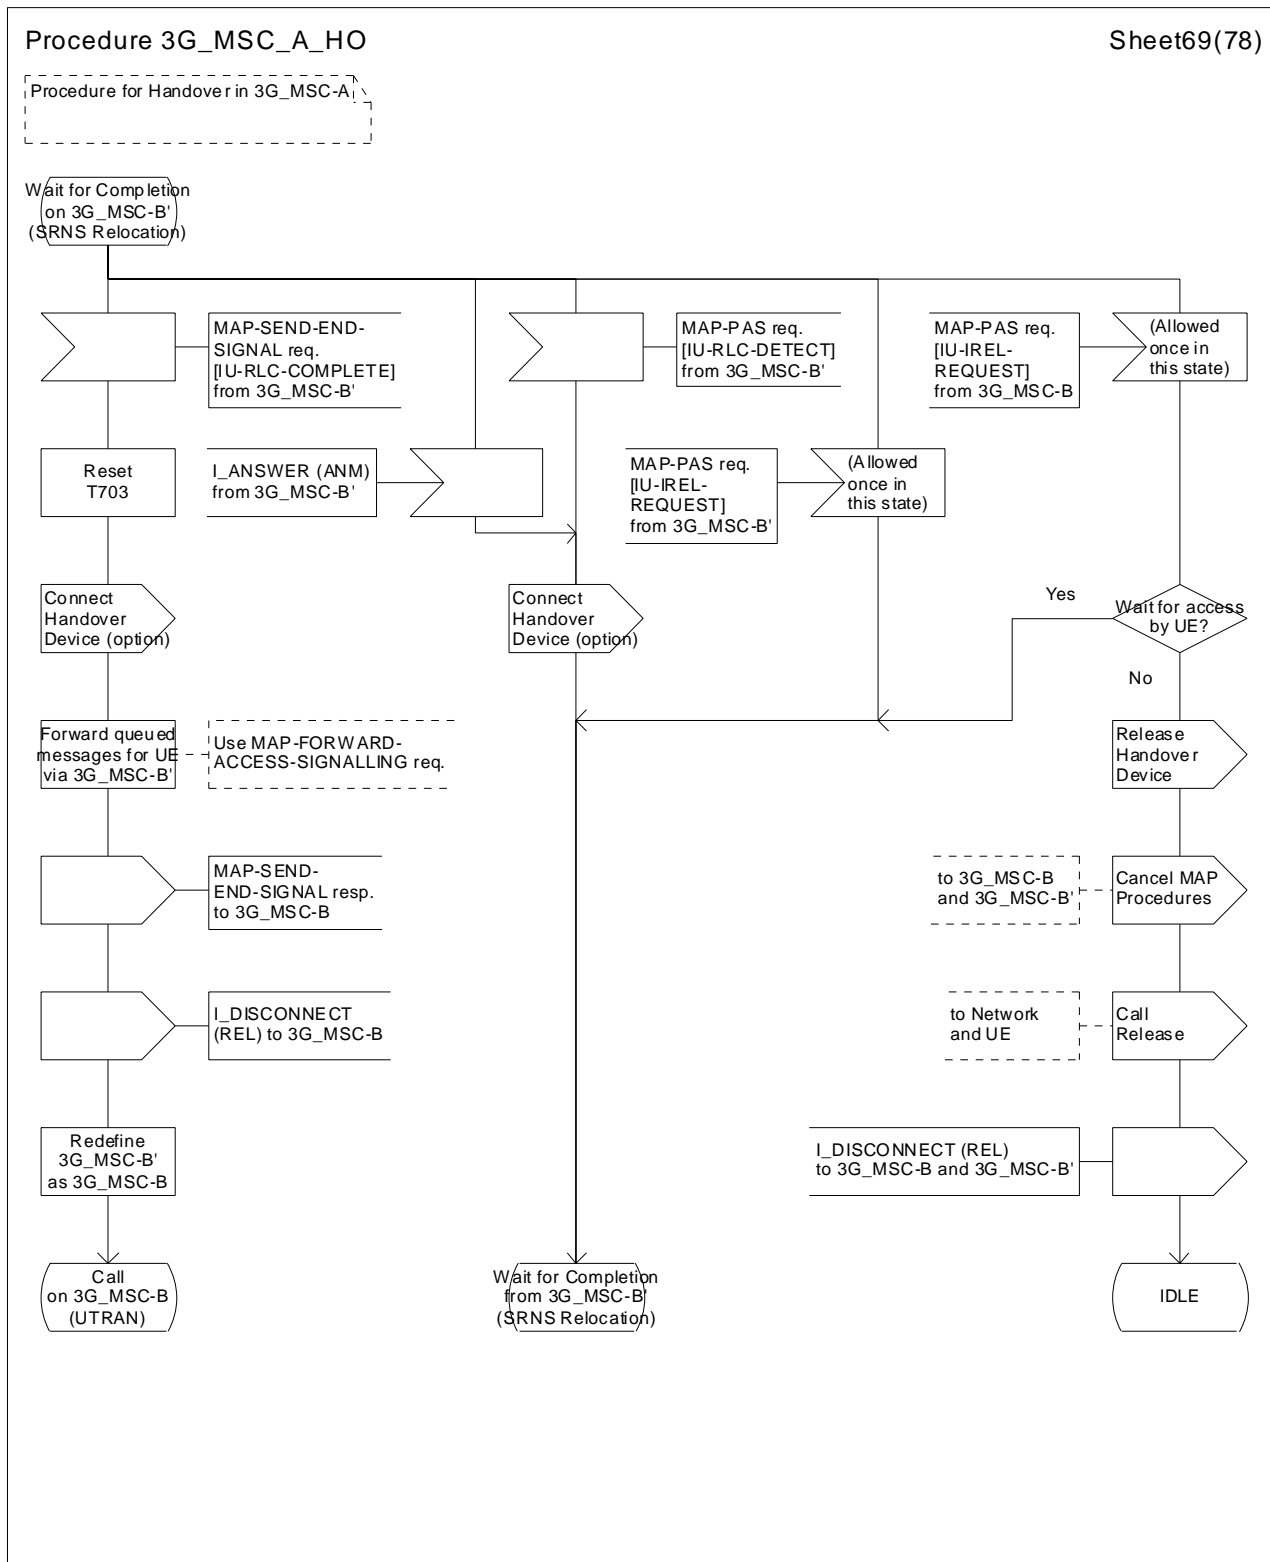 Procedure 3G_MSC_A_HO
Sheet69(78)
Procedure for Handover in 3G_MSC-A
Wait for Completion
on 3G_MSC-B'
(SRNS Relocation)
MAP-SEND-END-
SIGNAL req.
[IU-RLC-COMPLETE]
from 3G_MSC-B'
MAP-PAS req.
[IU-RLC-DETECT]
from 3G_MSC-B'
MAP-PAS req.
[IU-IREL-
REQUEST]
from 3G_MSC-B
(Allowed
once in
this state)
Reset
T703
I_ANSWER (ANM)
from 3G_MSC-B'
MAP-PAS req.
[IU-IREL-
REQUEST]
from 3G_MSC-B'
(Allowed
once in
this state)
Connect
Handover
Device (option)
Connect
Handover
Device (option)
Yes
Wait for access
by UE?
No
Forward queued
messages for UE
via 3G_MSC-B'
Use MAP-FORWARD-
ACCESS-SIGNALLING req.
Release
Handover
Device
MAP-SEND-
END-SIGNAL resp.
to 3G_MSC-B
to 3G_MSC-B
and 3G_MSC-B'
Cancel MAP
Procedures
I_DISCONNECT
(REL) to 3G_MSC-B
to Network
and UE
Call
Release
Redefine
3G_MSC-B'
as 3G_MSC-B
I_DISCONNECT (REL)
to 3G_MSC-B and 3G_MSC-B'
Call
on 3G_MSC-B
(UTRAN)
Wait for Completion
from 3G_MSC-B'
(SRNS Relocation)
IDLE